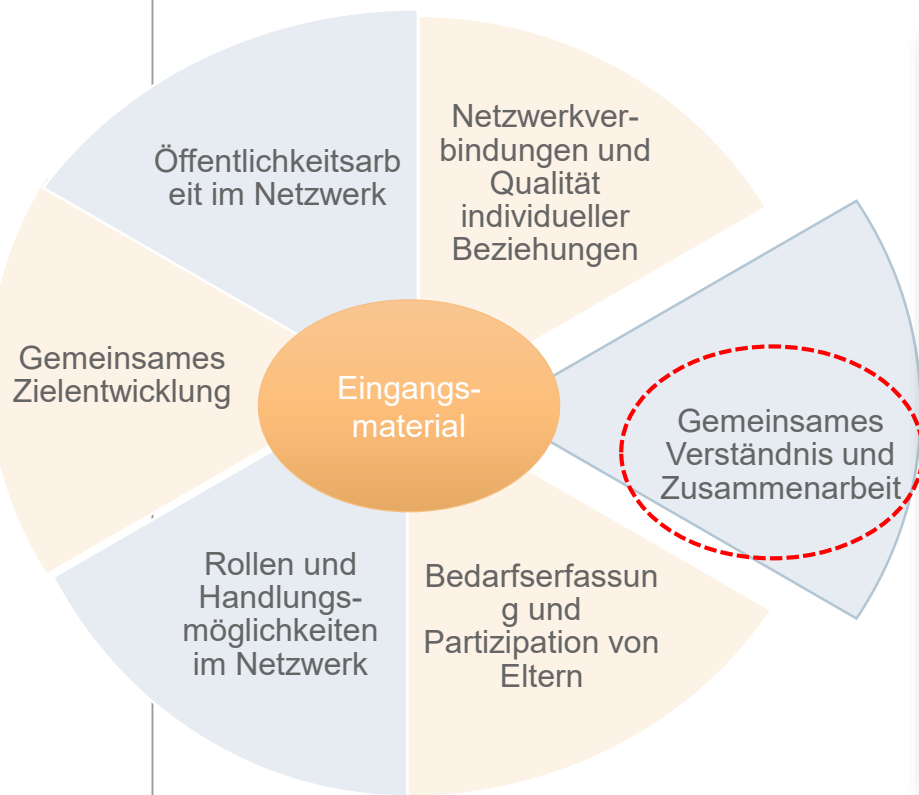 Netzwerkver-
bindungen und
Qualität
individueller
Beziehungen
Gemeinsames
Verständnis und
Zusammenarbeit
Bedarfserfassun
g und
Partizipation von
Eltern
Rollen und
Handlungs-
möglichkeiten
im Netzwerk
Gemeinsames
Zielentwicklung
Öffentlichkeitsarb
eit im Netzwerk
Eingangs-
material